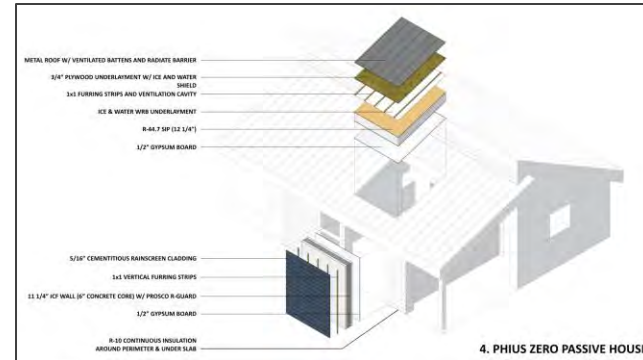 METAL ROOF W/ VENTILATED BATTENS AND RADIATE BARRIER
3/4" PLYWOOD UNDERLAYMENT W/ ICE AND WATER
SHIELD
1x1 FURRING STRIPS AND VENTILATION CAVITY
ICE & WATER WRB UNDERLAYMENT
R-44.7 SIP (12 1/4")
1/2" GYPSUM BOARD
5/16" CEMENTITIOUS RAINSCREEN CLADDING
1x1 VERTICAL FURRING STRIPS
11 1/4" ICF WALL (6" CONCRETE CORE) W/ PROSCO R-GUARD
1/2" GYPSUM BOARD
R-10 CONTINUOUS INSULATION
AROUND PERIMETER & UNDER SLAB
4. PHIUS ZERO PASSIVE HOUSE